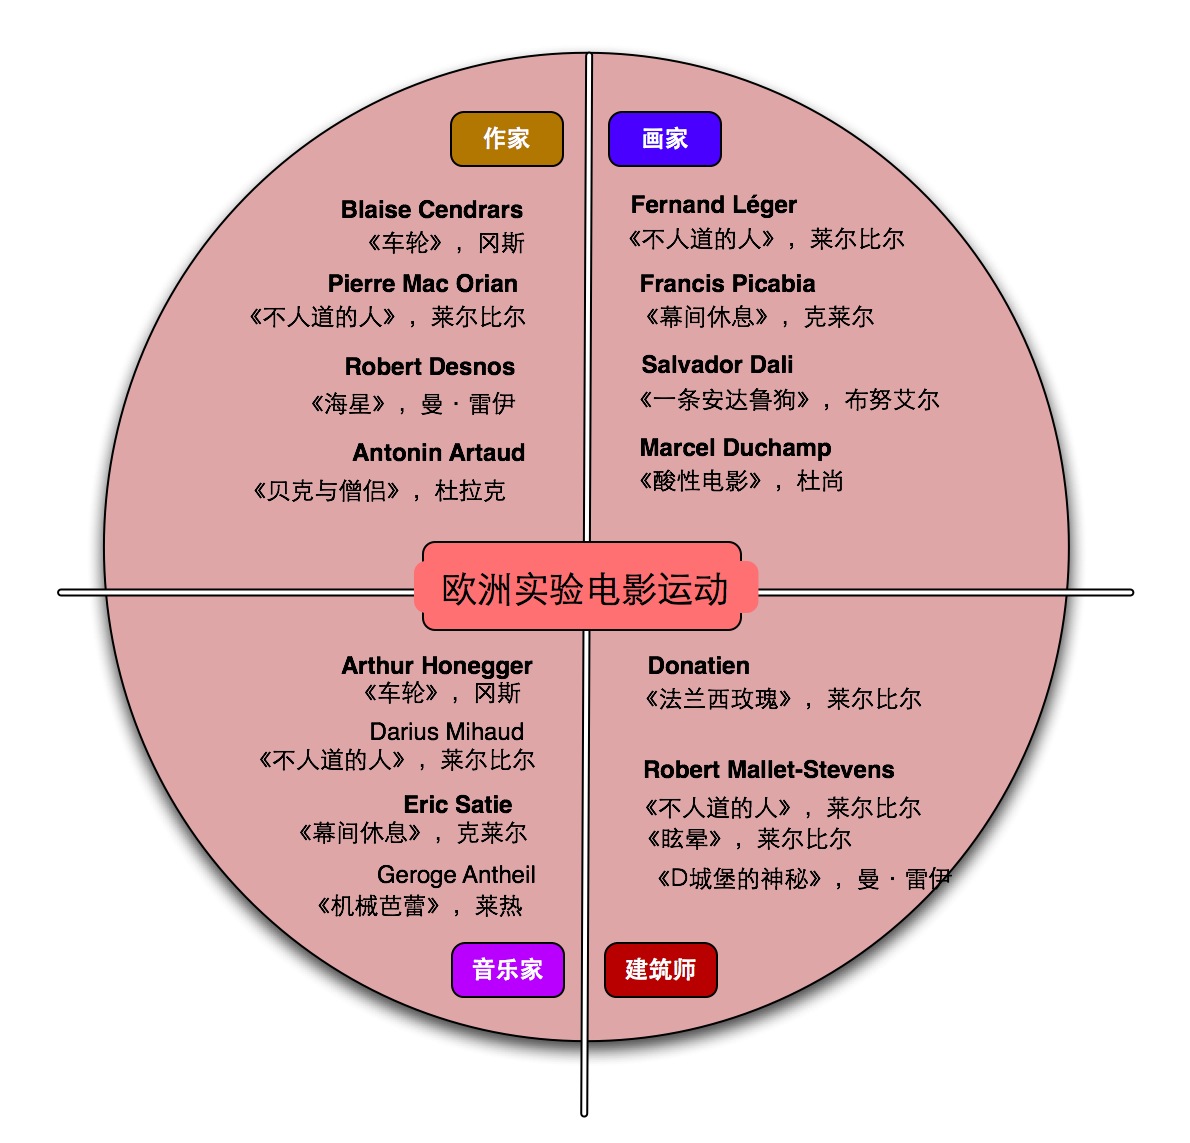 作家
Blaise Cendrars
《车轮》，冈斯
Pierre Mac Orian
《不人道的人》，莱尔比尔
Robert Desnos
《海星》，曼·雷伊
Antonin Artaud
《贝克与僧侣》，杜拉克
画家
Fernand Léger
《不人道的人》，莱尔比尔
Francis Picabia
《幕间休息》，克莱尔
Salvador Dali
《一条安达鲁狗》，布努艾尔
Marcel Duchamp
《酸性电影》，杜尚
欧洲实验电影运动
Arthur Honegger
《车轮》，冈斯
Darius Mihaud
《不人道的人》，莱尔比尔
Eric Satie
《幕间休息》，克莱尔
Geroge Antheil
《机械芭蕾》，莱热
音乐家
Donatien
《法兰西玫瑰》，莱尔比尔
Robert Mallet-Stevens
《不人道的人》，莱尔比尔
《眩晕》，莱尔比尔
《D城堡的神秘》，曼·雷伊
建筑师